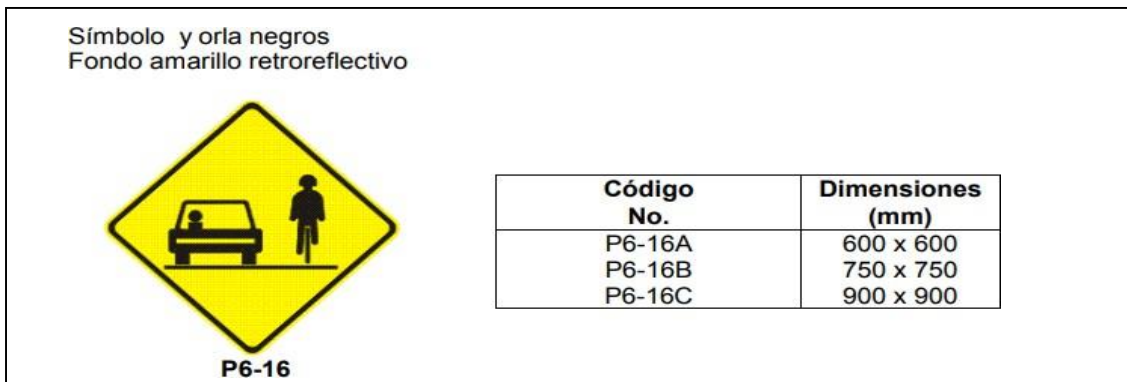 Símbolo y orla negros
Fondo amarillo retroreflectivo
P6-16
Código No. Dimensiones (mm)
P6-16A 600 x 600
P6-16B 750 x 750
P6-16C 900 x 900